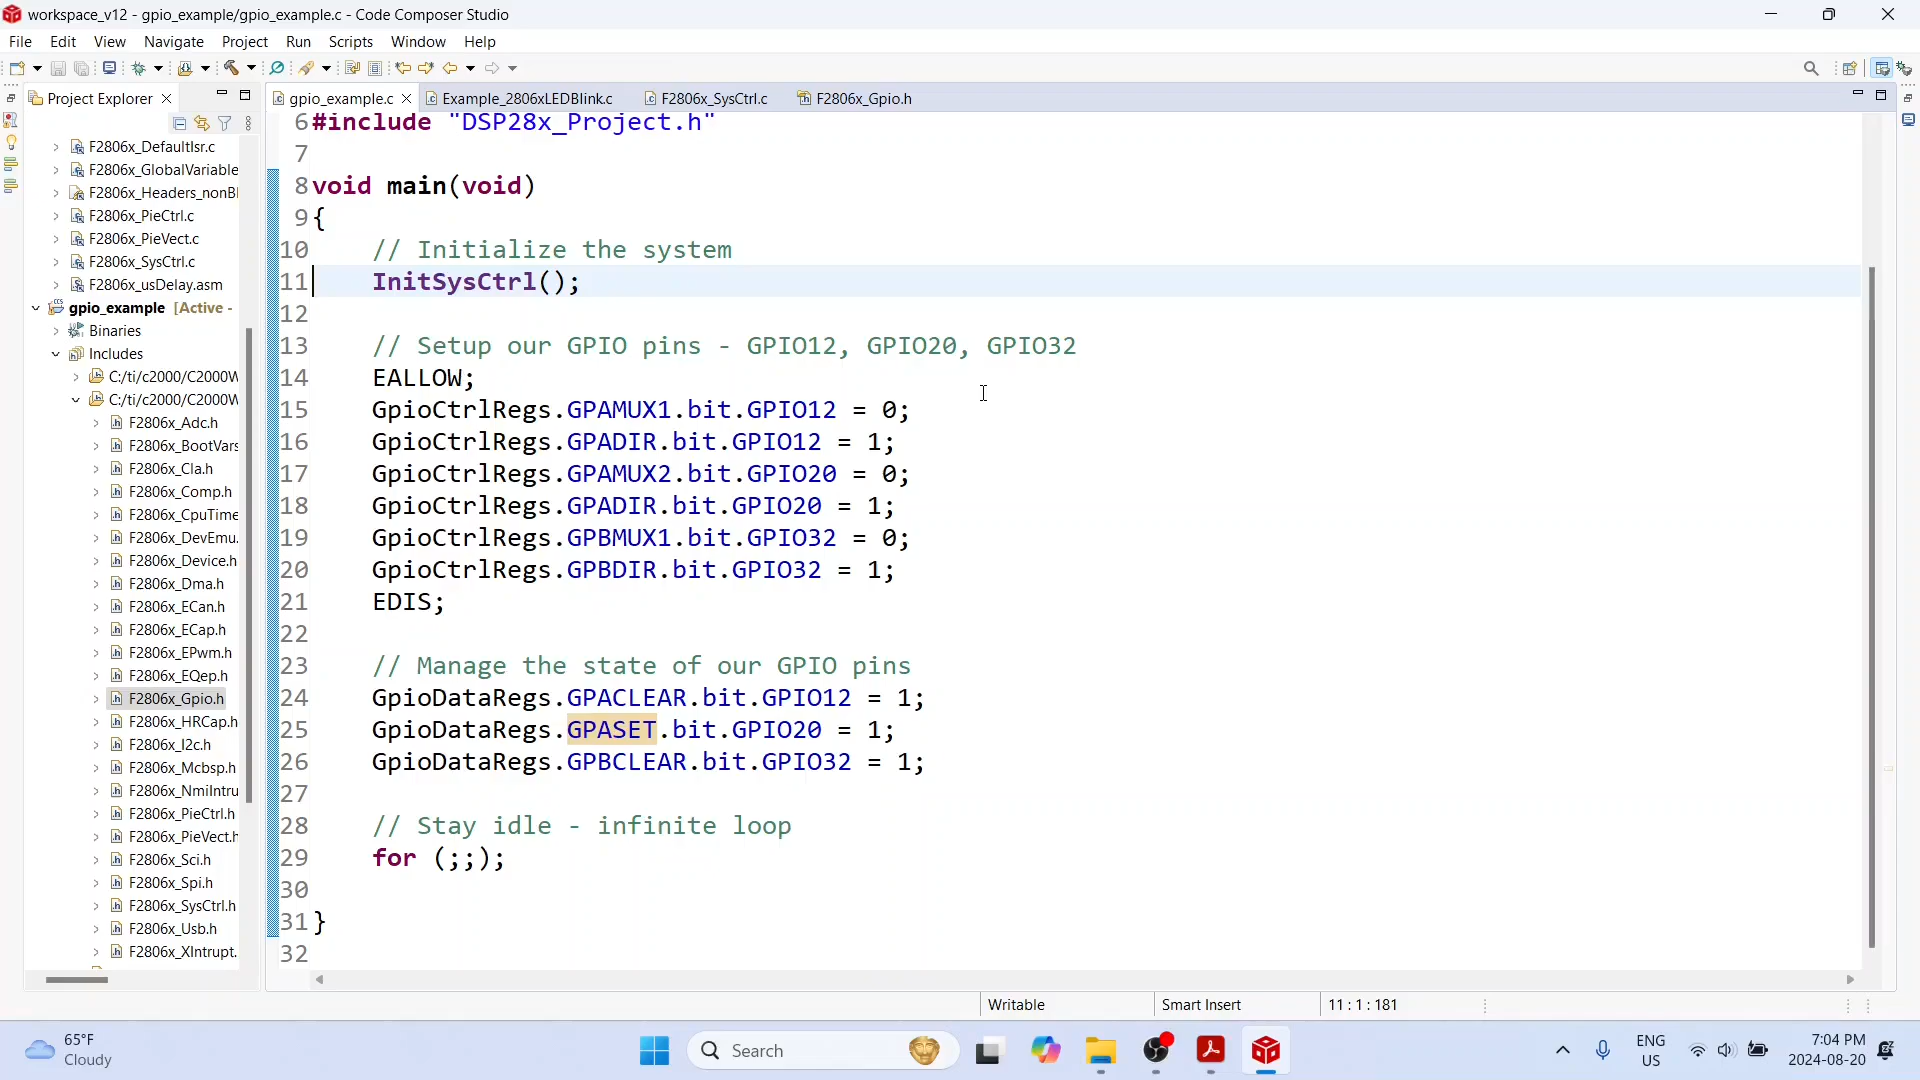 workspace_v12 - gpio_example/gpio_example.c - Code Composer Studio
File Edit View Navigate Project Run Scripts Window Help
Project Explorer
gpio_example.c
Example_2806xLEDBlink.c
F2806x_SysCtrl.c
F2806x_Gpio.h
F2806x_DefaultIsr.c
F2806x_GlobalVariable
F2806x_Headers_nonBI
F2806x_PieCtrl.c
F2806x_PieVect.c
F2806x_SysCtrl.c
F2806x_usDelay.asm
gpio_example [Active -
Binaries
Includes
C:/ti/c2000/C2000W
C:/ti/c2000/C2000W
F2806x_Adc.h
F2806x_BootVars
F2806x_Cla.h
F2806x_Comp.h
F2806x_CpuTime
F2806x_DevEmu.
F2806x_Device.h
F2806x_Dma.h
F2806x_ECan.h
F2806x_ECap.h
F2806x_EPwm.h
F2806x_EQep.h
F2806x_Gpio.h
F2806x_HRCap.h
F2806x_I2c.h
F2806x_Mcbsp.h
F2806x_NmiIntru
F2806x_PieCtrl.h
F2806x_PieVect.h
F2806x_Sci.h
F2806x_Spi.h
F2806x_SysCtrl.h
F2806x_Usb.h
F2806x_XIntrupt.
6 #include "DSP28x_Project.h"
7
8 void main(void)
9 {
10 // Initialize the system
11 InitSysCtrl();
12
13 // Setup our GPIO pins - GPIO12, GPIO20, GPIO32
14 EALLOW;
15 GpioCtrlRegs.GPAMUX1.bit.GPIO12 = 0;
16 GpioCtrlRegs.GPADIR.bit.GPIO12 = 1;
17 GpioCtrlRegs.GPAMUX2.bit.GPIO20 = 0;
18 GpioCtrlRegs.GPADIR.bit.GPIO20 = 1;
19 GpioCtrlRegs.GPBMUX1.bit.GPIO32 = 0;
20 GpioCtrlRegs.GPBDIR.bit.GPIO32 = 1;
21 EDIS;
22
23 // Manage the state of our GPIO pins
24 GpioDataRegs.GPACLEAR.bit.GPIO12 = 1;
25 GpioDataRegs.GPASET.bit.GPIO20 = 1;
26 GpioDataRegs.GPBCLEAR.bit.GPIO32 = 1;
27
28 // Stay idle - infinite loop
29 for (;;);
30
31 }
32
Writable
Smart Insert
11 : 1 : 181
65°F
Cloudy
Search
ENG
US
7:04 PM
2024-08-20